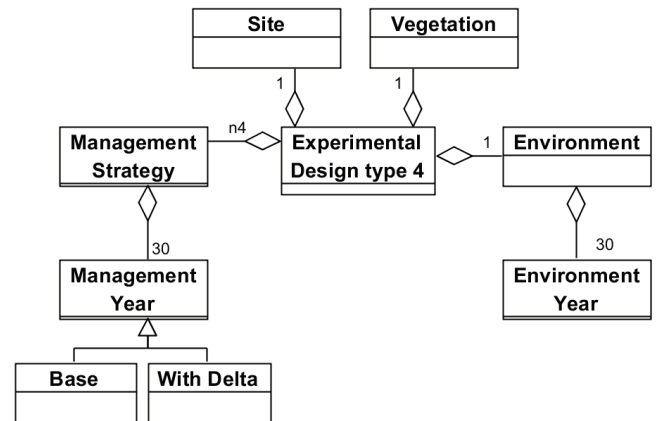 Site
Vegetation
1
1
n4
Management
Strategy
Experimental
Design type 4
1
Environment
30
30
Management
Year
Environment
Year
Base
With Delta